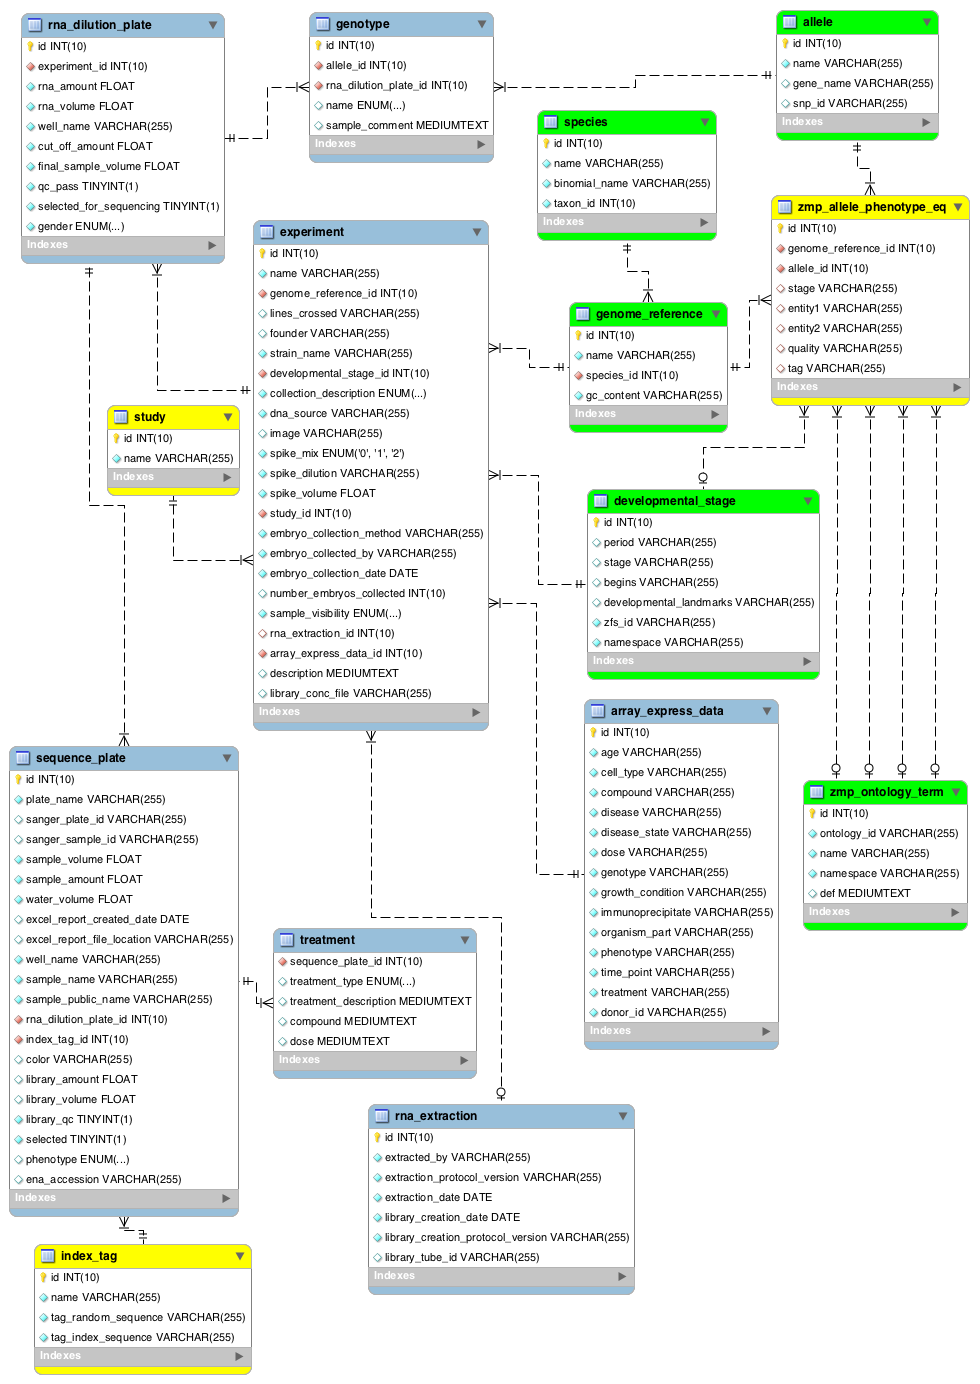 rna_dilution_plate
id INT(10)
experiment_id INT(10)
rna_amount FLOAT
rna_volume FLOAT
well_name VARCHAR(255)
cut_off_amount FLOAT
final_sample_volume FLOAT
qc_pass TINYINT(1)
selected_for_sequencing TINYINT(1)
gender ENUM(...)
Indexes
genotype
id INT(10)
allele_id INT(10)
rna_dilution_plate_id INT(10)
name ENUM(...)
sample_comment MEDIUMTEXT
Indexes
allele
id INT(10)
name VARCHAR(255)
gene_name VARCHAR(255)
snp_id VARCHAR(255)
Indexes
species
id INT(10)
name VARCHAR(255)
binomial_name VARCHAR(255)
taxon_id INT(10)
Indexes
zmp_allele_phenotype_eq
id INT(10)
genome_reference_id INT(10)
allele_id INT(10)
stage VARCHAR(255)
entity1 VARCHAR(255)
entity2 VARCHAR(255)
quality VARCHAR(255)
tag VARCHAR(255)
Indexes
experiment
id INT(10)
name VARCHAR(255)
genome_reference_id INT(10)
lines_crossed VARCHAR(255)
founder VARCHAR(255)
strain_name VARCHAR(255)
developmental_stage_id INT(10)
collection_description ENUM(...)
dna_source VARCHAR(255)
image VARCHAR(255)
spike_mix ENUM('0', '1', '2')
spike_dilution VARCHAR(255)
spike_volume FLOAT
study_id INT(10)
embryo_collection_method VARCHAR(255)
embryo_collected_by VARCHAR(255)
embryo_collection_date DATE
number_embryos_collected INT(10)
sample_visibility ENUM(...)
rna_extraction_id INT(10)
array_express_data_id INT(10)
description MEDIUMTEXT
library_conc_file VARCHAR(255)
Indexes
genome_reference
id INT(10)
name VARCHAR(255)
species_id INT(10)
gc_content VARCHAR(255)
Indexes
study
id INT(10)
name VARCHAR(255)
Indexes
developmental_stage
id INT(10)
period VARCHAR(255)
stage VARCHAR(255)
begins VARCHAR(255)
developmental_landmarks VARCHAR(255)
zfs_id VARCHAR(255)
namespace VARCHAR(255)
Indexes
array_express_data
id INT(10)
age VARCHAR(255)
cell_type VARCHAR(255)
compound VARCHAR(255)
disease VARCHAR(255)
disease_state VARCHAR(255)
dose VARCHAR(255)
genotype VARCHAR(255)
growth_condition VARCHAR(255)
immunoprecipitate VARCHAR(255)
organism_part VARCHAR(255)
phenotype VARCHAR(255)
time_point VARCHAR(255)
treatment VARCHAR(255)
donor_id VARCHAR(255)
Indexes
zmp_ontology_term
id INT(10)
ontology_id VARCHAR(255)
name VARCHAR(255)
namespace VARCHAR(255)
def MEDIUMTEXT
Indexes
sequence_plate
id INT(10)
plate_name VARCHAR(255)
sanger_plate_id VARCHAR(255)
sanger_sample_id VARCHAR(255)
sample_volume FLOAT
sample_amount FLOAT
water_volume FLOAT
excel_report_created_date DATE
excel_report_file_location VARCHAR(255)
well_name VARCHAR(255)
sample_name VARCHAR(255)
sample_public_name VARCHAR(255)
rna_dilution_plate_id INT(10)
index_tag_id INT(10)
color VARCHAR(255)
library_amount FLOAT
library_volume FLOAT
library_qc TINYINT(1)
selected TINYINT(1)
phenotype ENUM(...)
ena_accession VARCHAR(255)
Indexes
treatment
sequence_plate_id INT(10)
treatment_type ENUM(...)
treatment_description MEDIUMTEXT
compound MEDIUMTEXT
dose MEDIUMTEXT
Indexes
rna_extraction
id INT(10)
extracted_by VARCHAR(255)
extraction_protocol_version VARCHAR(255)
extraction_date DATE
library_creation_date DATE
library_creation_protocol_version VARCHAR(255)
library_tube_id VARCHAR(255)
Indexes
index_tag
id INT(10)
name VARCHAR(255)
tag_random_sequence VARCHAR(255)
tag_index_sequence VARCHAR(255)
Indexes